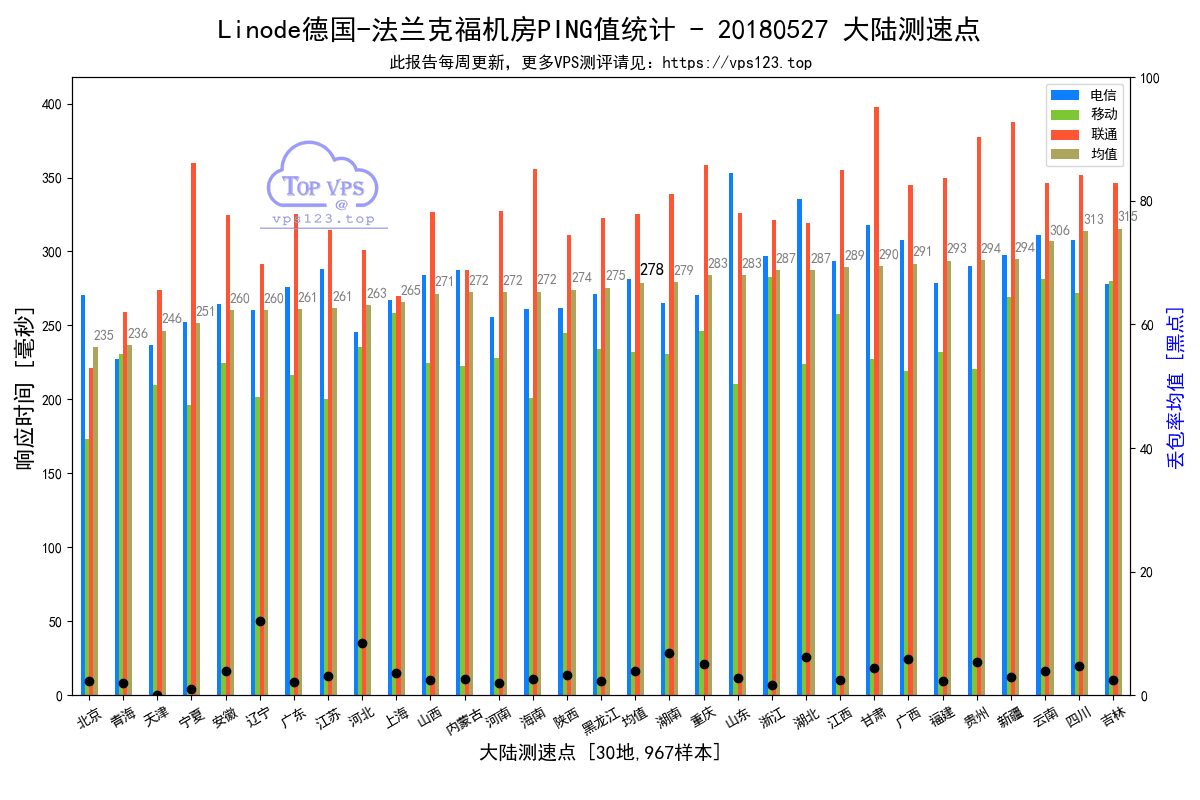 Linode德国-法兰克福机房PING值统计 - 20180527 大陆测速点
此报告每周更新，更多VPS测评请见：https://vps123.top
电信
移动
联通
均值
TOP VPS
@
vps123.top
响应时间 [毫秒]
400
350
300
250
200
150
100
50
0
235 236 246 251 260 260 261 261 263 265 271 272 272 272 274 275 278 279 283 283 287 287 289 290 291 293 294 294 306 313 315
100
80
60
40
20
0
丢包率均值 [黑点]
北京 青海 天津 宁夏 安徽 辽宁 广东 江苏 河北 上海 山西 内蒙古 河南 海南 陕西 黑龙江 均值 湖南 重庆 山东 浙江 湖北 江西 甘肃 广西 福建 贵州 新疆 云南 四川 吉林
大陆测速点 [30地,967样本]